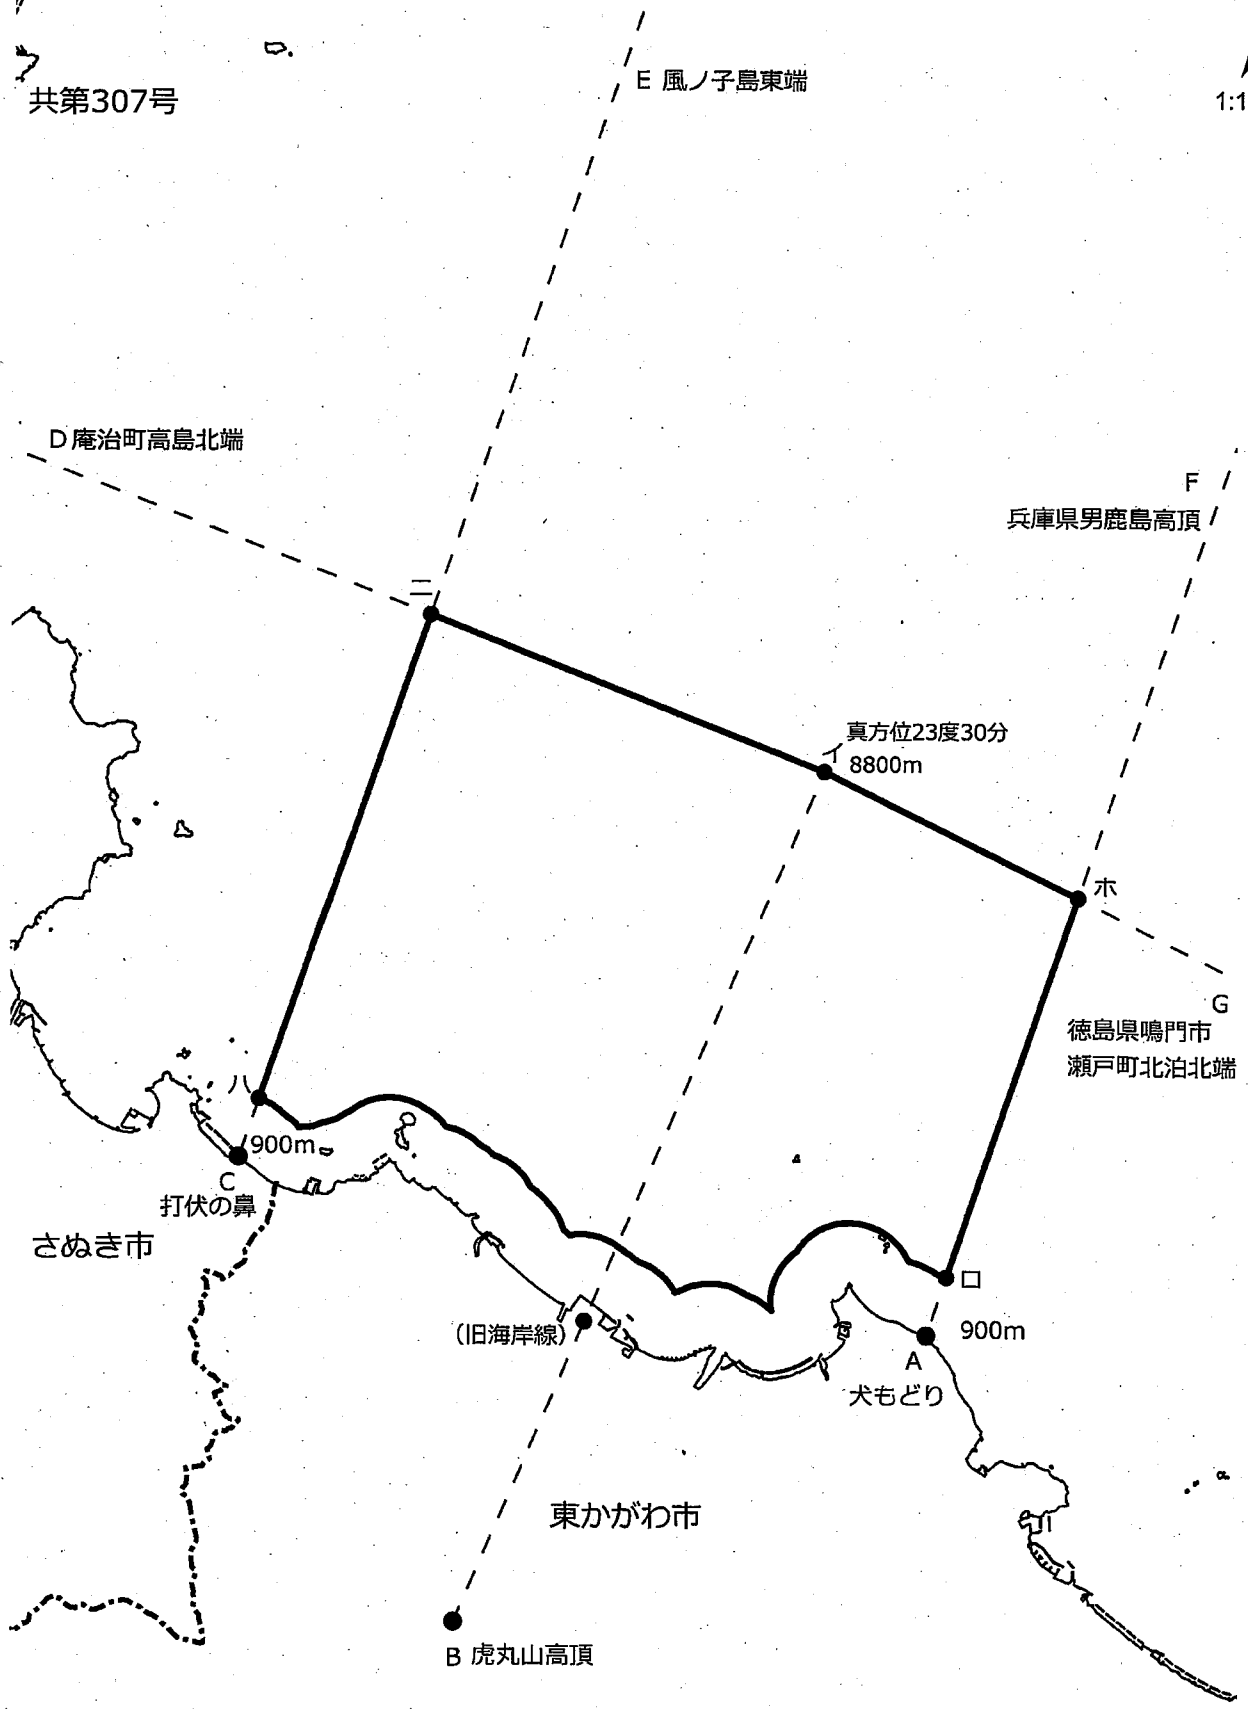 E 風ノ子島東端
共第307号
1:1
D 庵治町高島北端
F
兵庫県男鹿島高頂
ニ
真方位23度30分
イ
8800m
ホ
G
徳島県鳴門市
瀬戸町北泊北端
ハ
900m
C
打伏の鼻
さぬき市
ロ
(旧海岸線)
900m
A
犬もどり
東かがわ市
B 虎丸山高頂